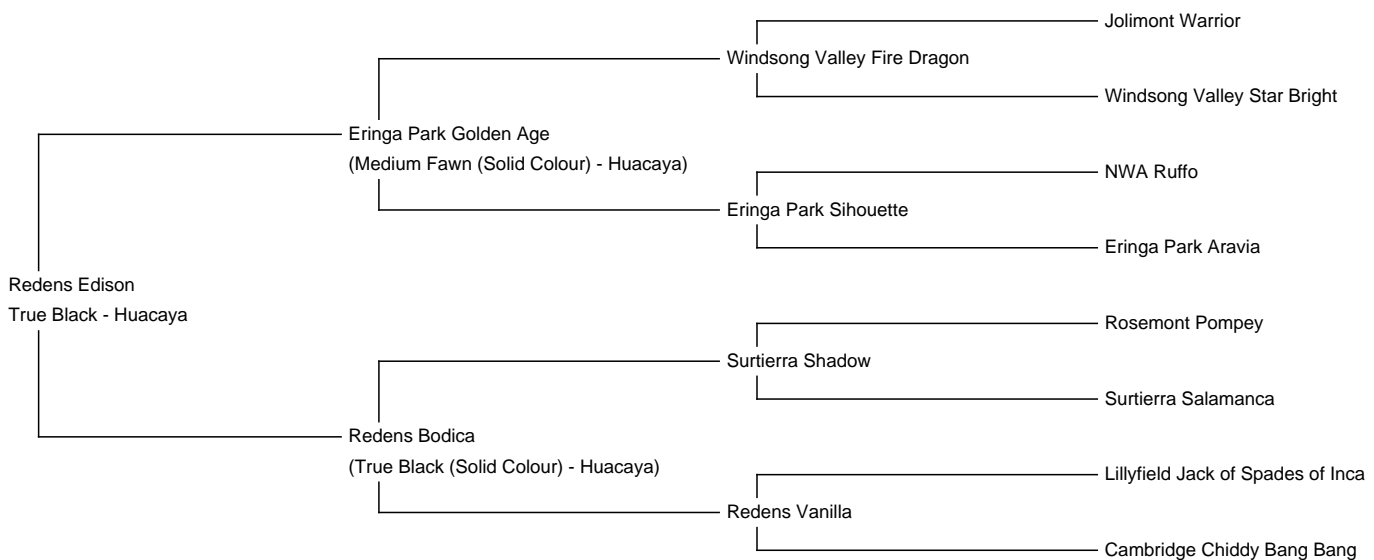 Jolimont Warrior
Windsong Valley Fire Dragon
Windsong Valley Star Bright
Eringa Park Golden Age
(Medium Fawn (Solid Colour) - Huacaya)
NWA Ruffo
Eringa Park Sihouette
Eringa Park Aravia
Redens Edison
True Black - Huacaya
Rosemont Pompey
Surtierra Shadow
Surtierra Salamanca
Redens Bodica
(True Black (Solid Colour) - Huacaya)
Lillyfield Jack of Spades of Inca
Redens Vanilla
Cambridge Chiddy Bang Bang